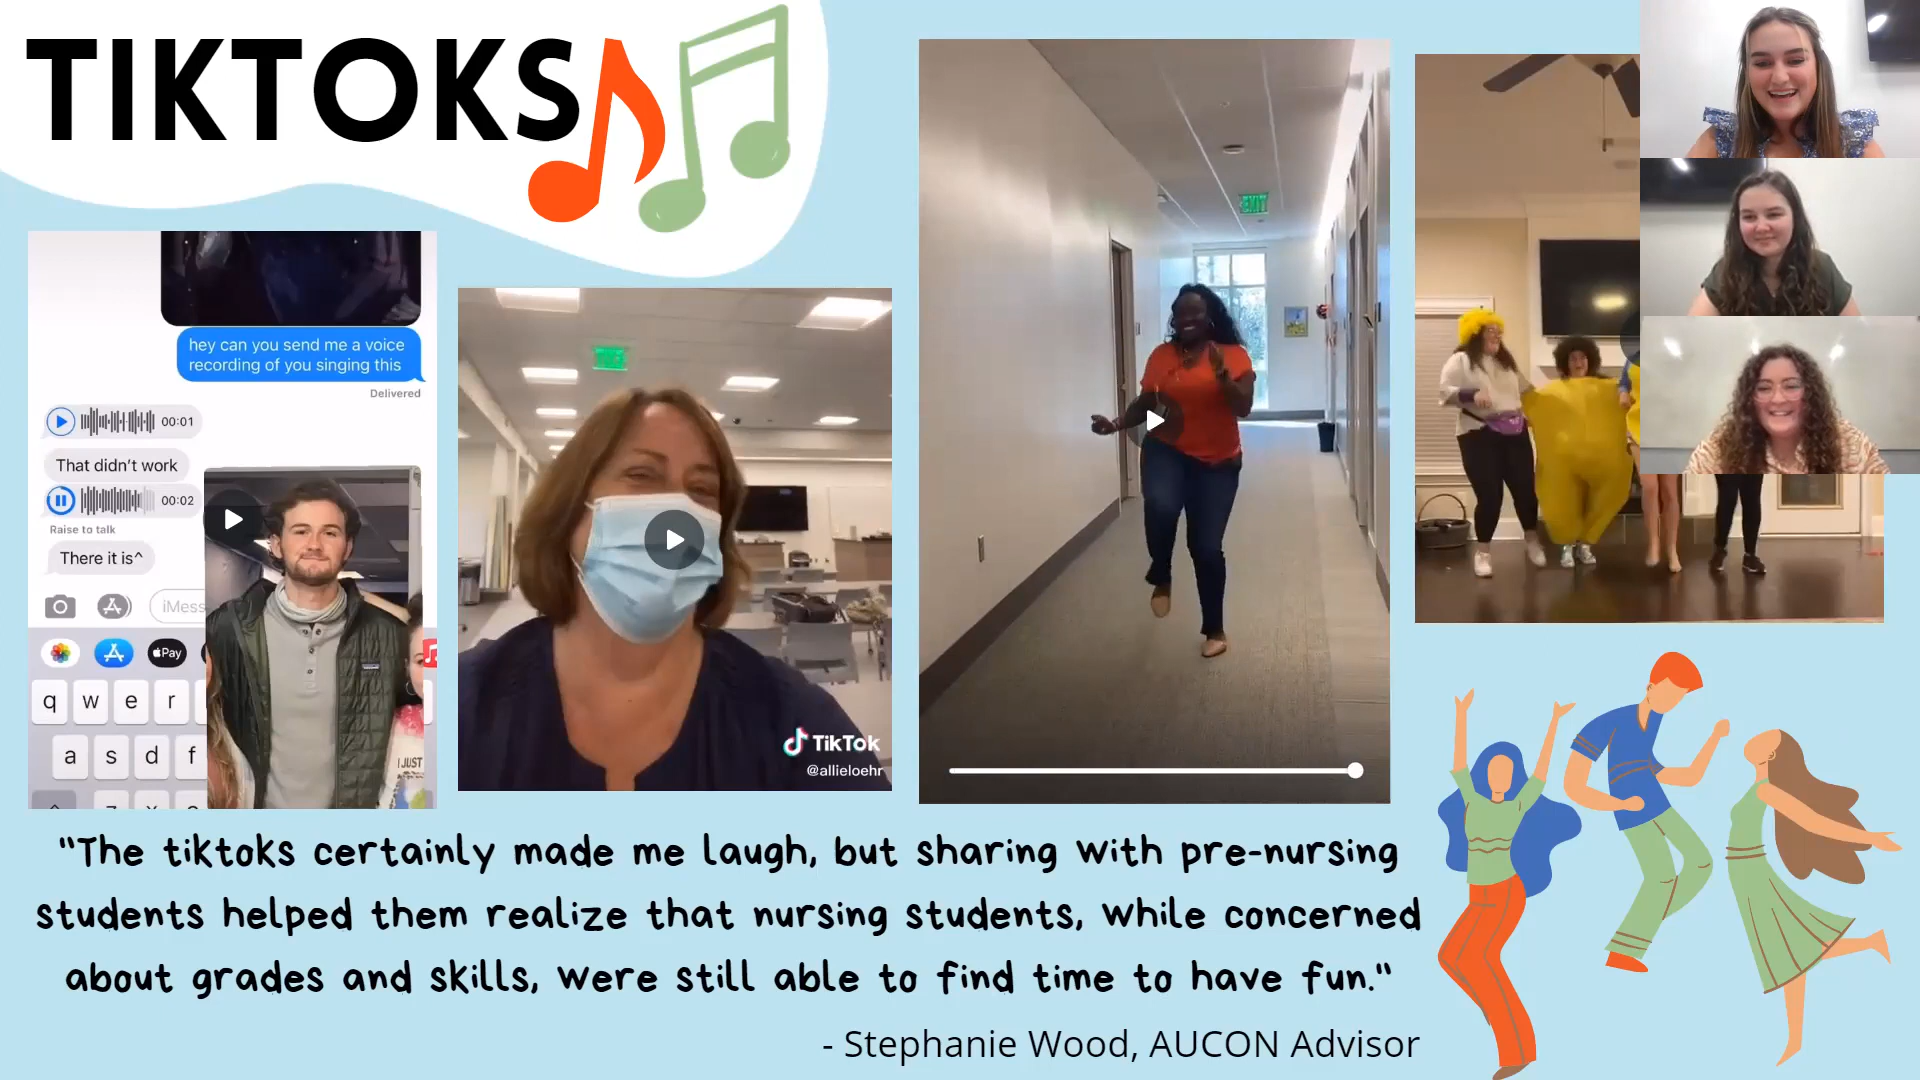 TIKTOKS
hey can you send me a voice
recording of you singing this
Delivered
00:01
That didn't work
00:02
Raise to talk
There it is^
iMess
Pay
q w e r
a s d f
I JUST
EXIT
TikTok
@allieloehr
"The tiktoks certainly made me laugh, but sharing with pre-nursing
students helped them realize that nursing students, while concerned
about grades and skills, were still able to find time to have fun."
- Stephanie Wood, AUCON Advisor